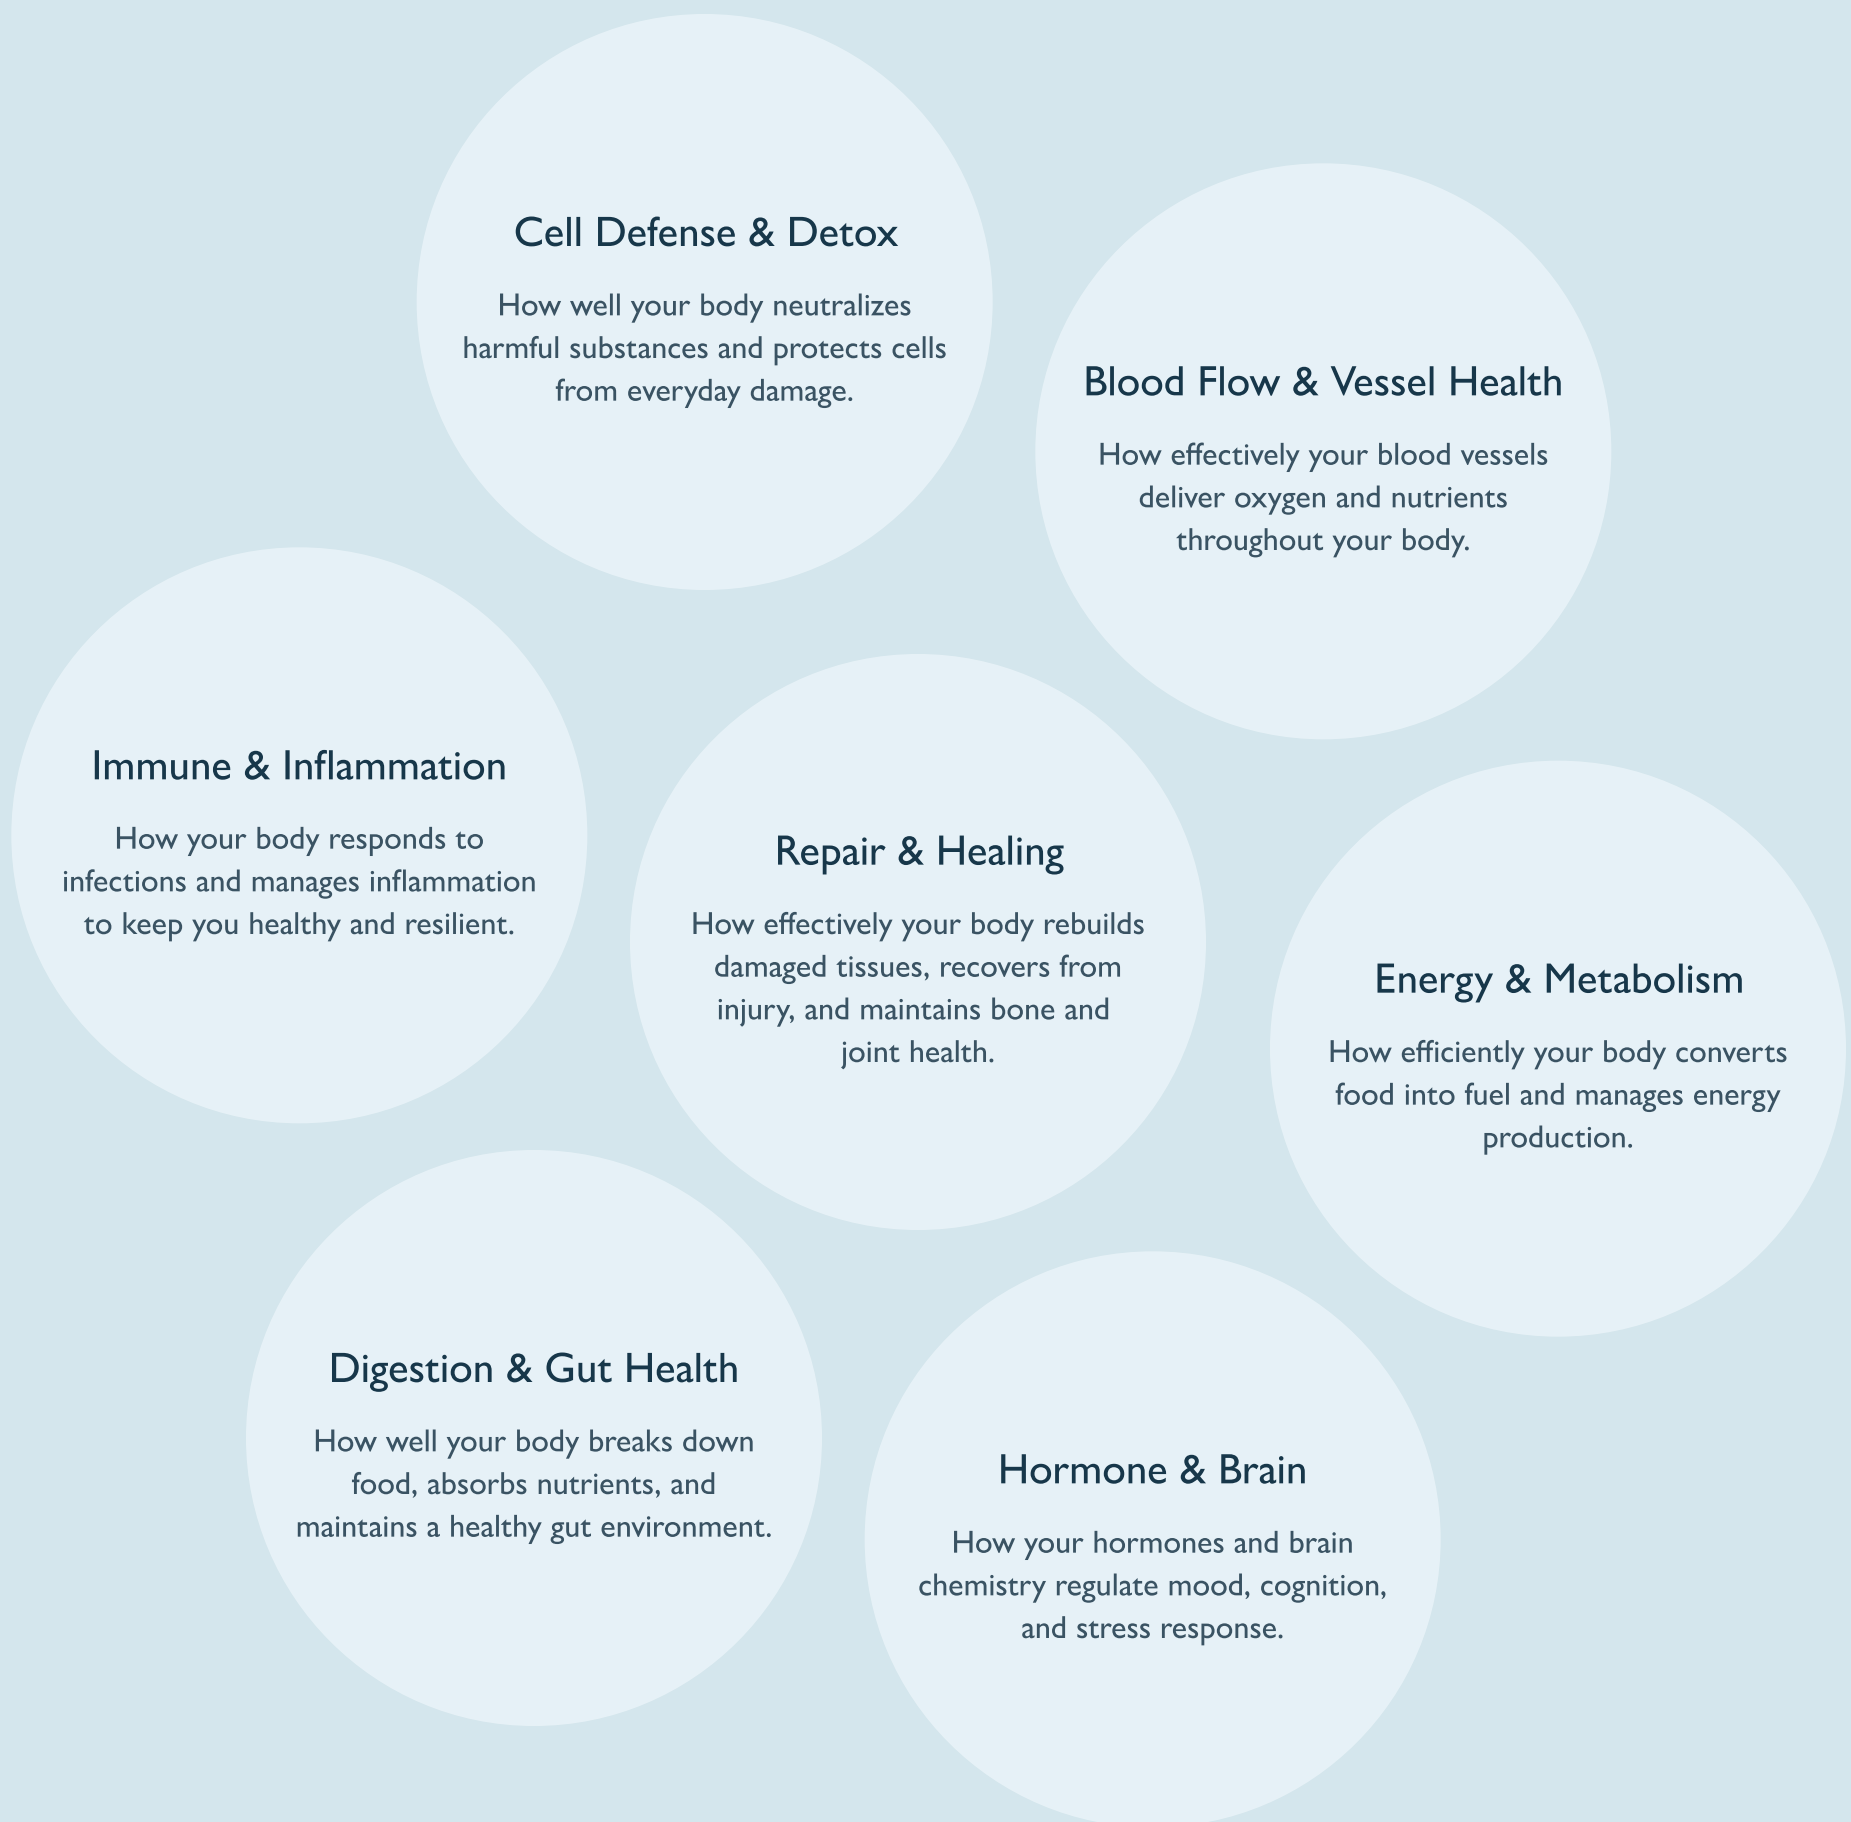 Cell Defense & Detox
How well your body neutralizes
harmful substances and protects cells
from everyday damage.
Blood Flow & Vessel Health
How effectively your blood vessels
deliver oxygen and nutrients
throughout your body.
Immune & Inflammation
How your body responds to
infections and manages inflammation
to keep you healthy and resilient.
Repair & Healing
How effectively your body rebuilds
damaged tissues, recovers from
injury, and maintains bone and
joint health.
Energy & Metabolism
How efficiently your body converts
food into fuel and manages energy
production.
Digestion & Gut Health
How well your body breaks down
food, absorbs nutrients, and
maintains a healthy gut environment.
Hormone & Brain
How your hormones and brain
chemistry regulate mood, cognition,
and stress response.